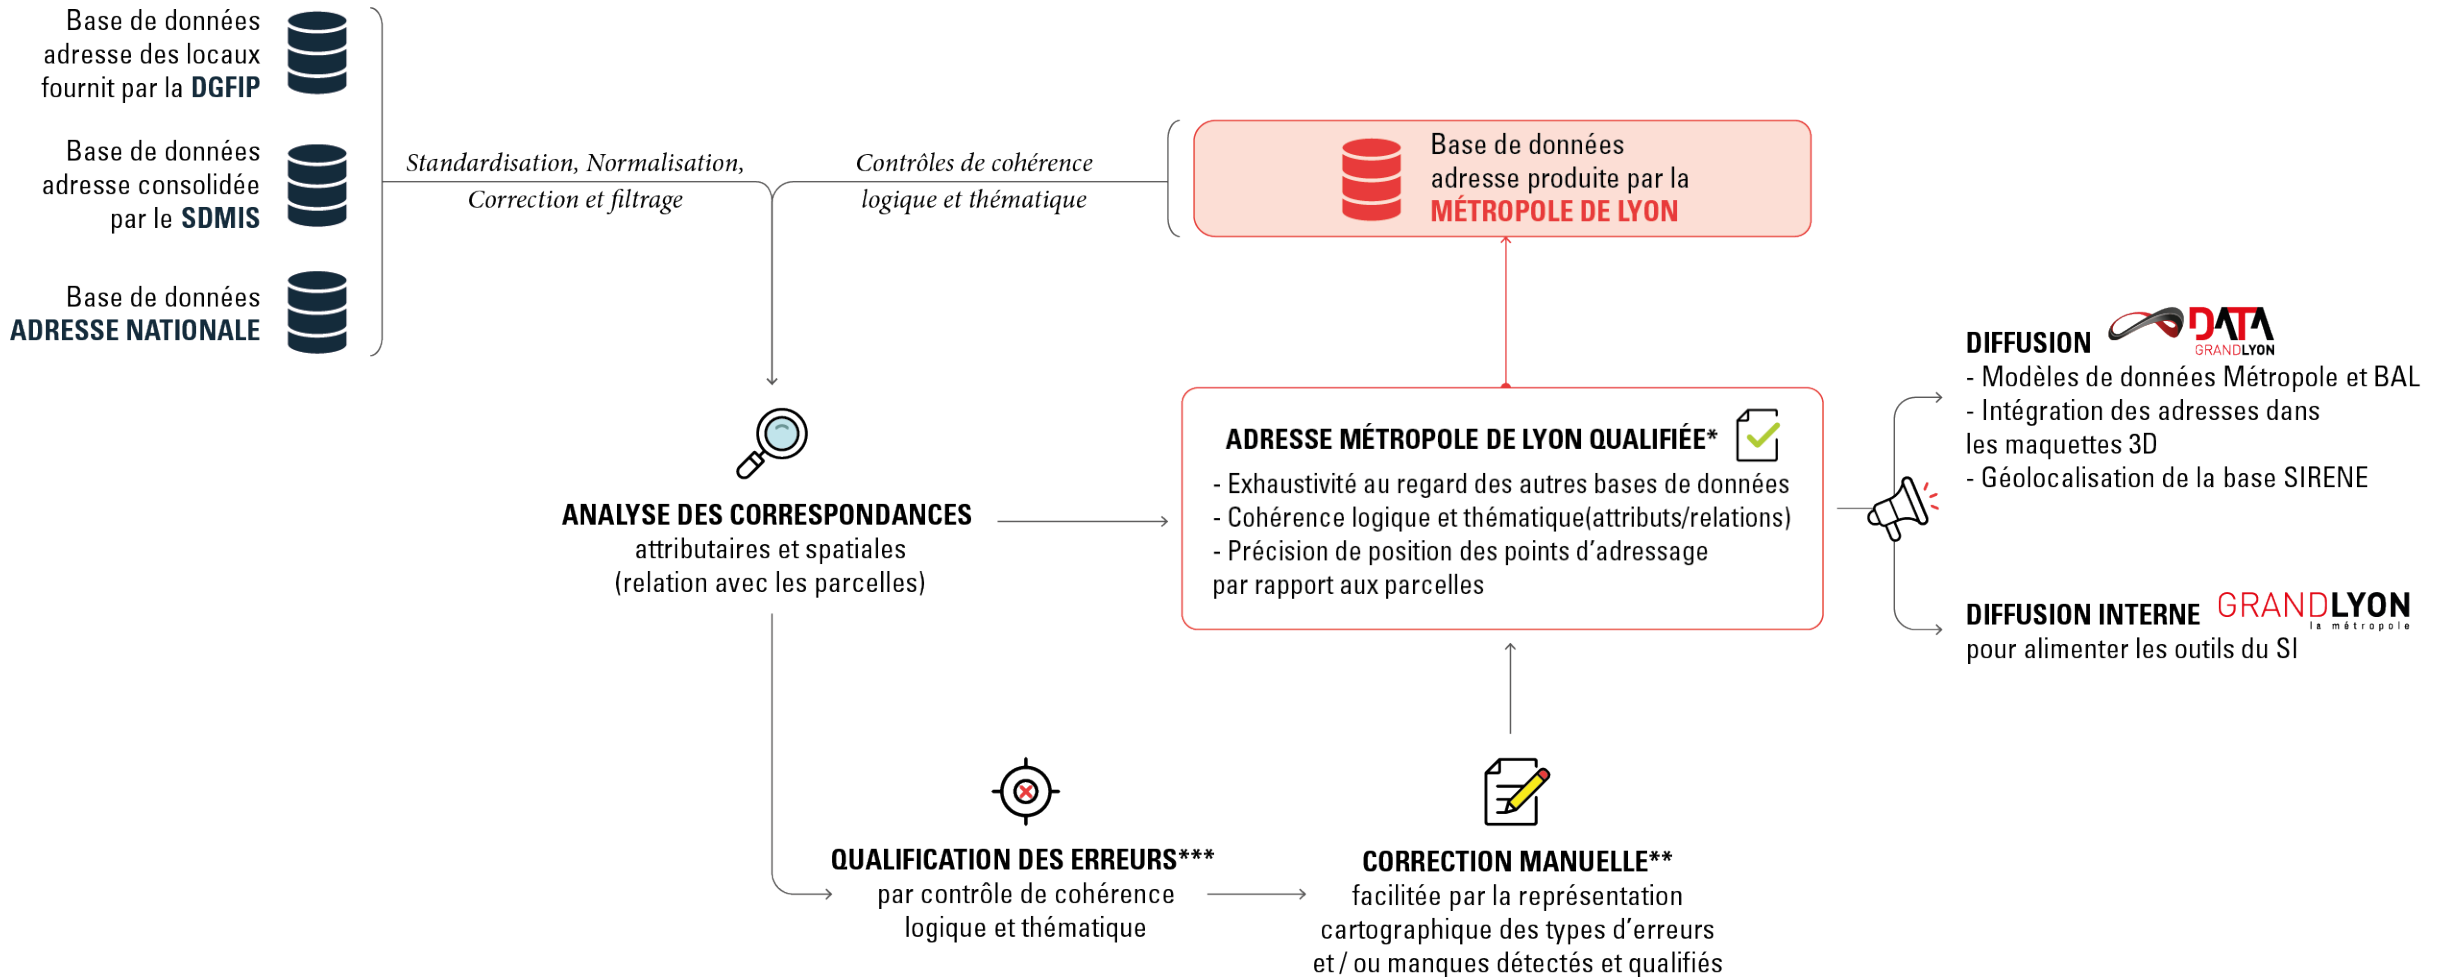 Base de données
adresse des locaux
fournit par la DGFIP
Base de données
adresse consolidée
par le SDMIS
Base de données
ADRESSE NATIONALE
Standardisation, Normalisation,
Correction et filtrage
Contrôles de cohérence
logique et thématique
Base de données
adresse produite par la
MÉTROPOLE DE LYON
ANALYSE DES CORRESPONDANCES
attributaires et spatiales
(relation avec les parcelles)
ADRESSE MÉTROPOLE DE LYON QUALIFIÉE*
- Exhaustivité au regard des autres bases de données
- Cohérence logique et thématique(attributs/relations)
- Précision de position des points d’adressage
par rapport aux parcelles
DIFFUSION
DATA
GRANDLYON
- Modèles de données Métropole et BAL
- Intégration des adresses dans
les maquettes 3D
- Géolocalisation de la base SIRENE
DIFFUSION INTERNE
GRANDLYON
la métropole
pour alimenter les outils du SI
QUALIFICATION DES ERREURS***
par contrôle de cohérence
logique et thématique
CORRECTION MANUELLE**
facilitée par la représentation
cartographique des types d’erreurs
et / ou manques détectés et qualifiés